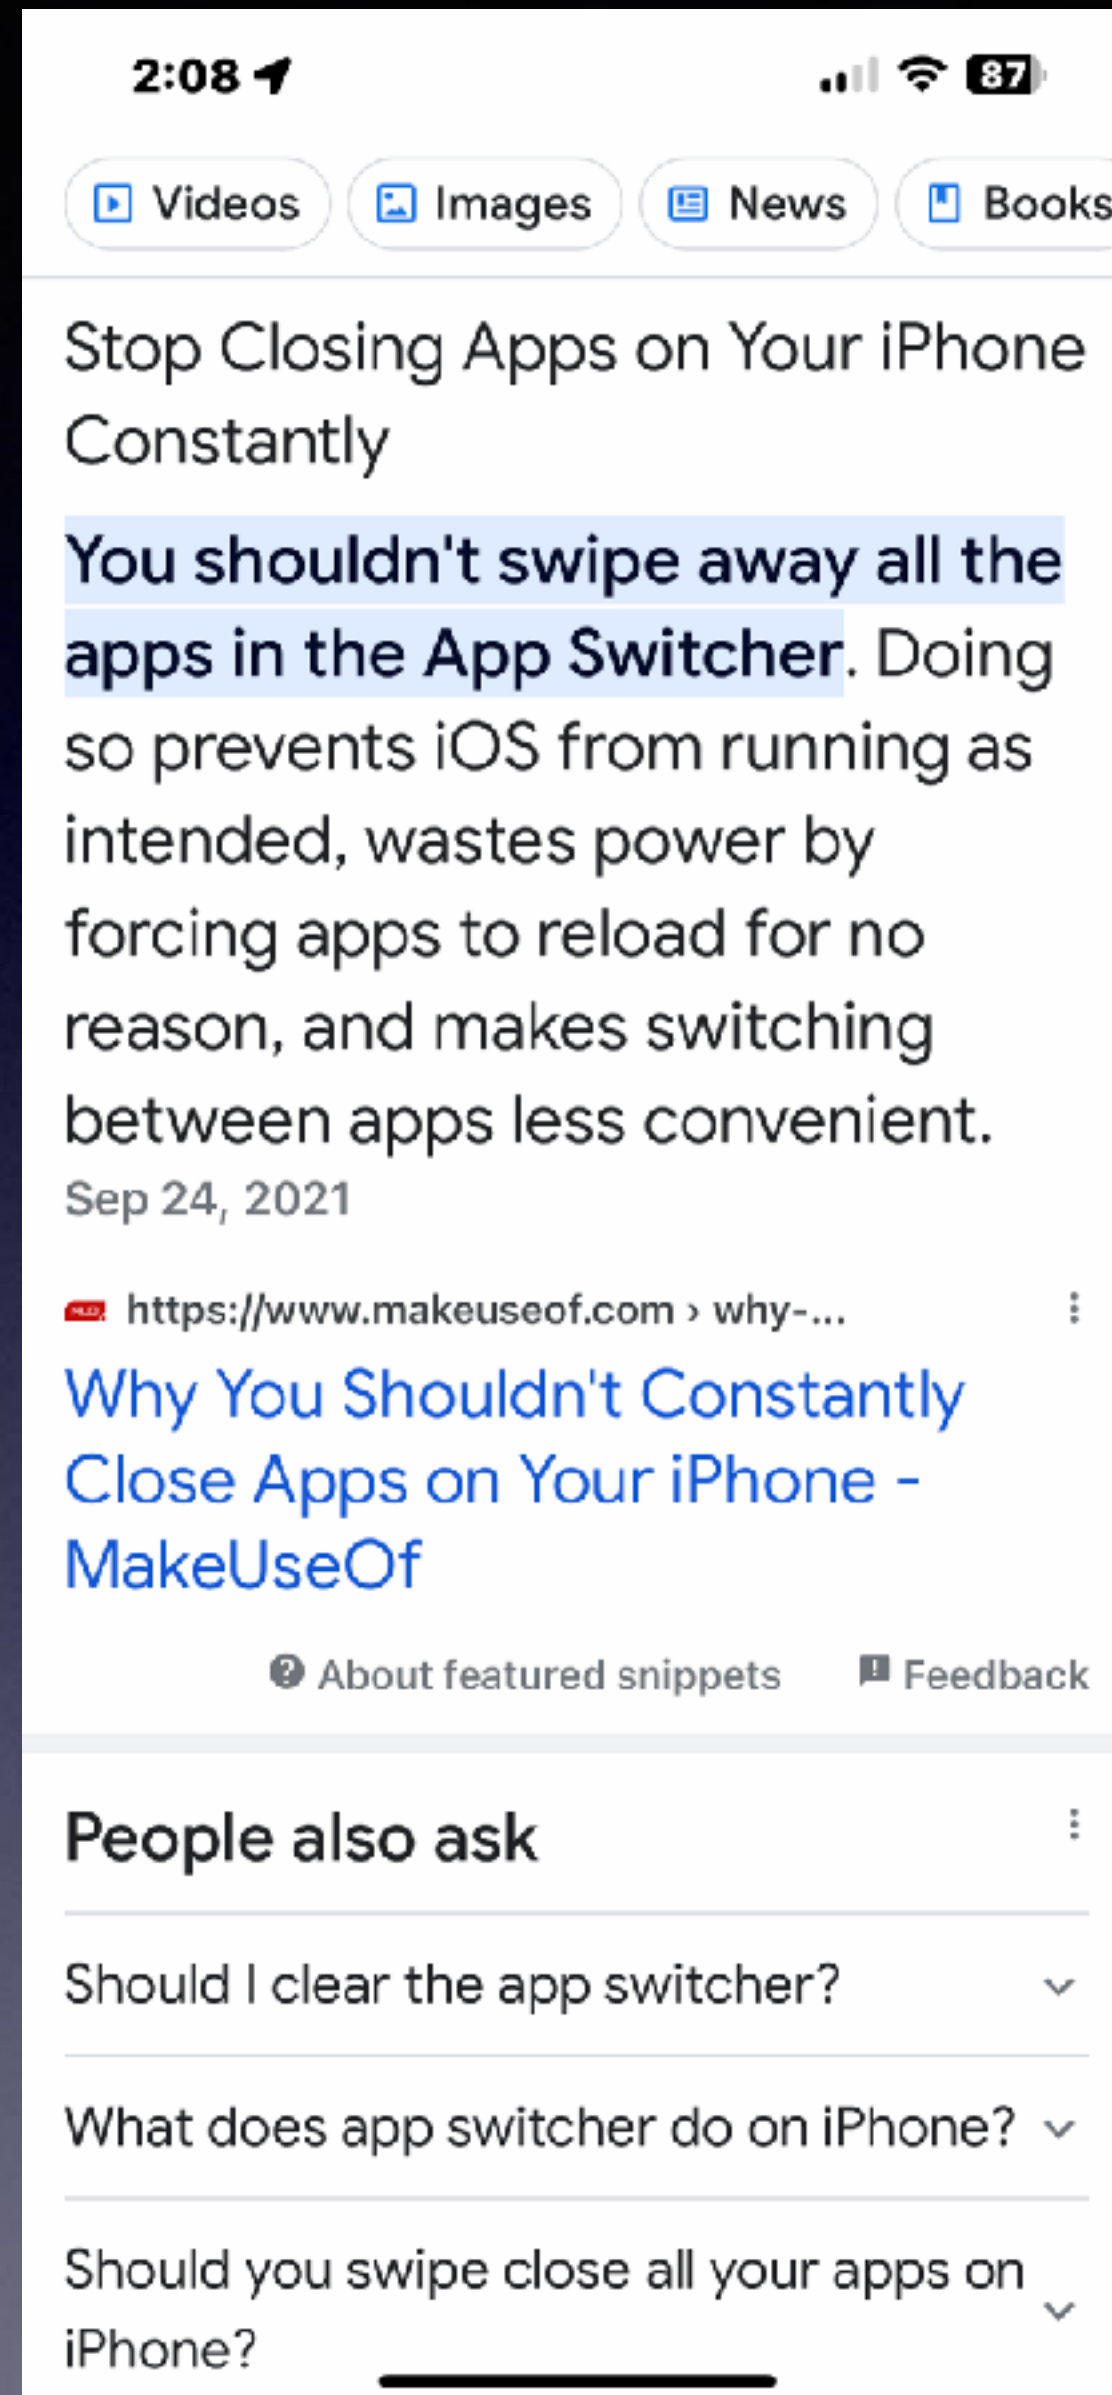 2:08
87
Videos Images News Books
Stop Closing Apps on Your iPhone
Constantly
You shouldn't swipe away all the
apps in the App Switcher. Doing
so prevents iOS from running as
intended, wastes power by
forcing apps to reload for no
reason, and makes switching
between apps less convenient.
Sep 24, 2021
https://www.makeuseof.com › why-...
Why You Shouldn't Constantly
Close Apps on Your iPhone -
MakeUseOf
About featured snippets Feedback
People also ask
Should I clear the app switcher?
What does app switcher do on iPhone?
Should you swipe close all your apps on
iPhone?